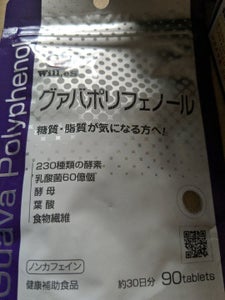 Guava Polyphenol
グァバポリフェノール
糖質・脂質が気になる方へ!
230種類の酵素
乳酸菌60億個
酵母
葉酸
食物繊維
ノンカフェイン
健康補助食品
約30日分 90tablets